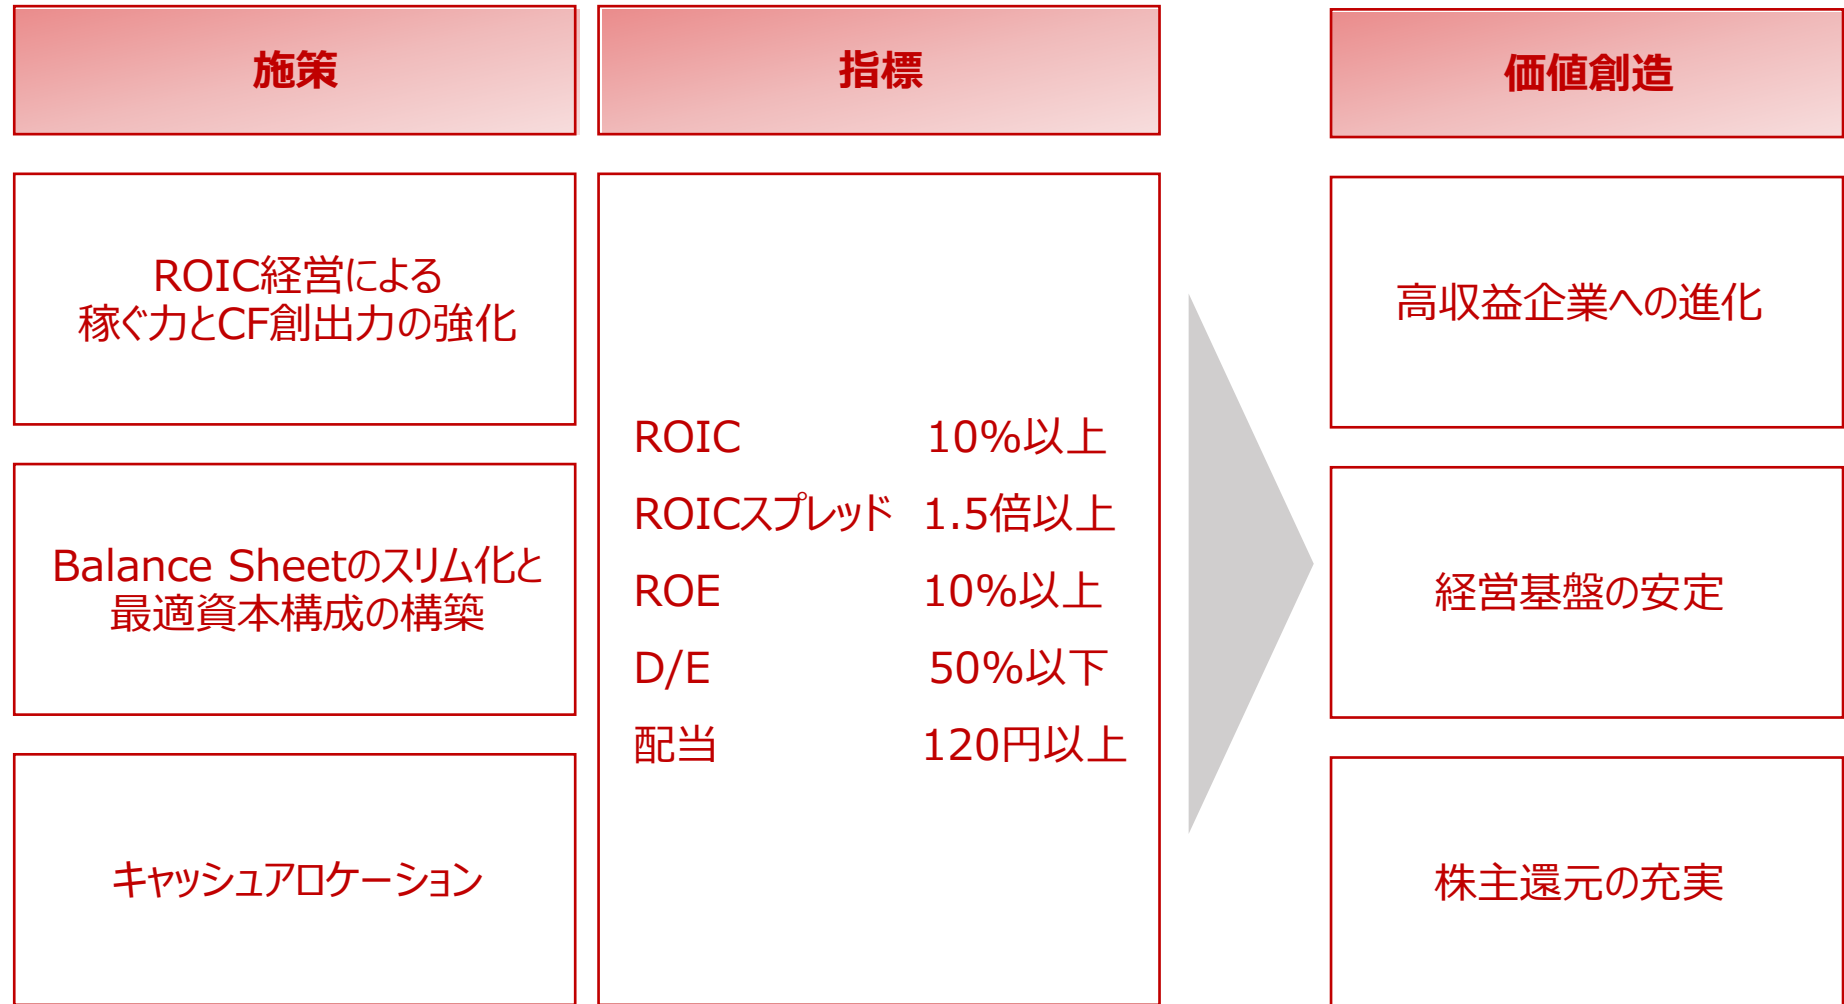 施策
指標
価値創造
ROIC経営による
稼ぐ力とCF創出力の強化
Balance Sheetのスリム化と
最適資本構成の構築
キャッシュアロケーション
ROIC 10%以上
ROICスプレッド 1.5倍以上
ROE 10%以上
D/E 50%以下
配当 120円以上
高収益企業への進化
経営基盤の安定
株主還元の充実